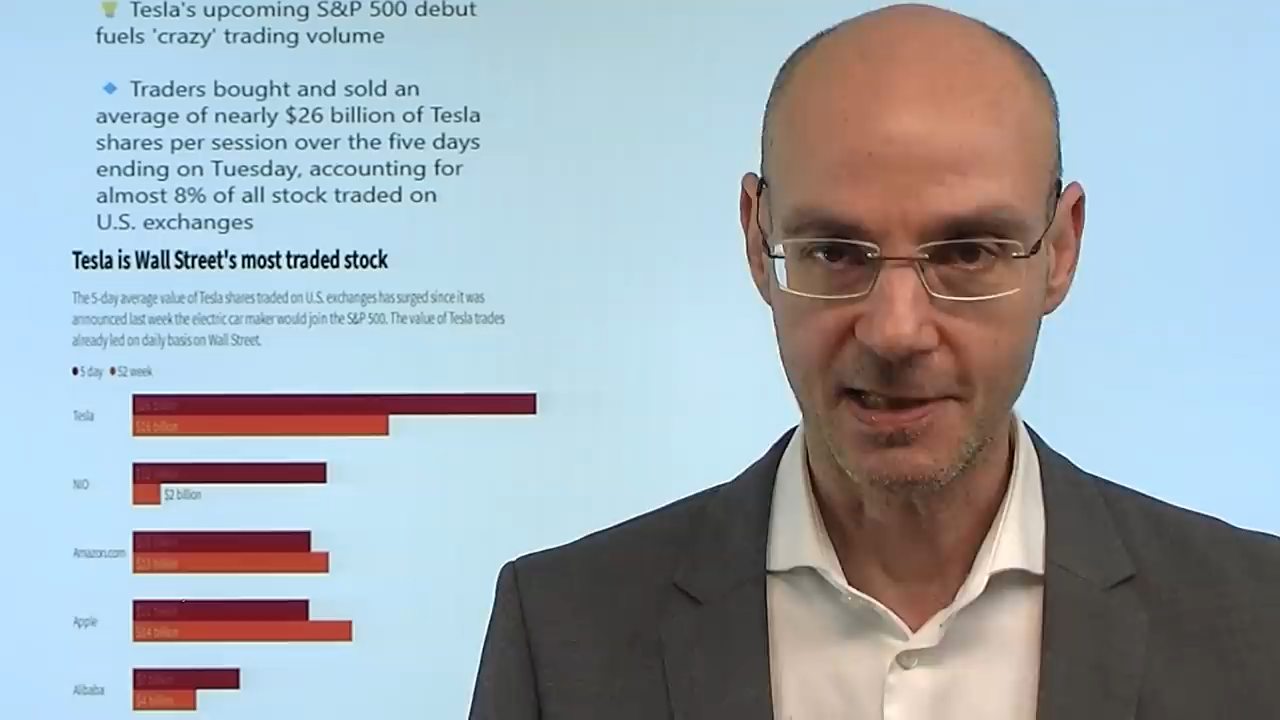 Tesla's upcoming S&P 500 debut
fuels 'crazy' trading volume
Traders bought and sold an
average of nearly $26 billion of Tesla
shares per session over the five days
ending on Tuesday, accounting for
almost 8% of all stock traded on
U.S. exchanges
Tesla is Wall Street's most traded stock
The 5-day average value of Tesla shares traded on U.S. exchanges has surged since it was
announced last week the electric car maker would join the S&P 500. The value of Tesla trades
already led on daily basis on Wall Street.
5 day 52 week
Tesla
NIO
$2 billion
Amazon.com
Apple
$14 billion
Alibaba
$4 billion